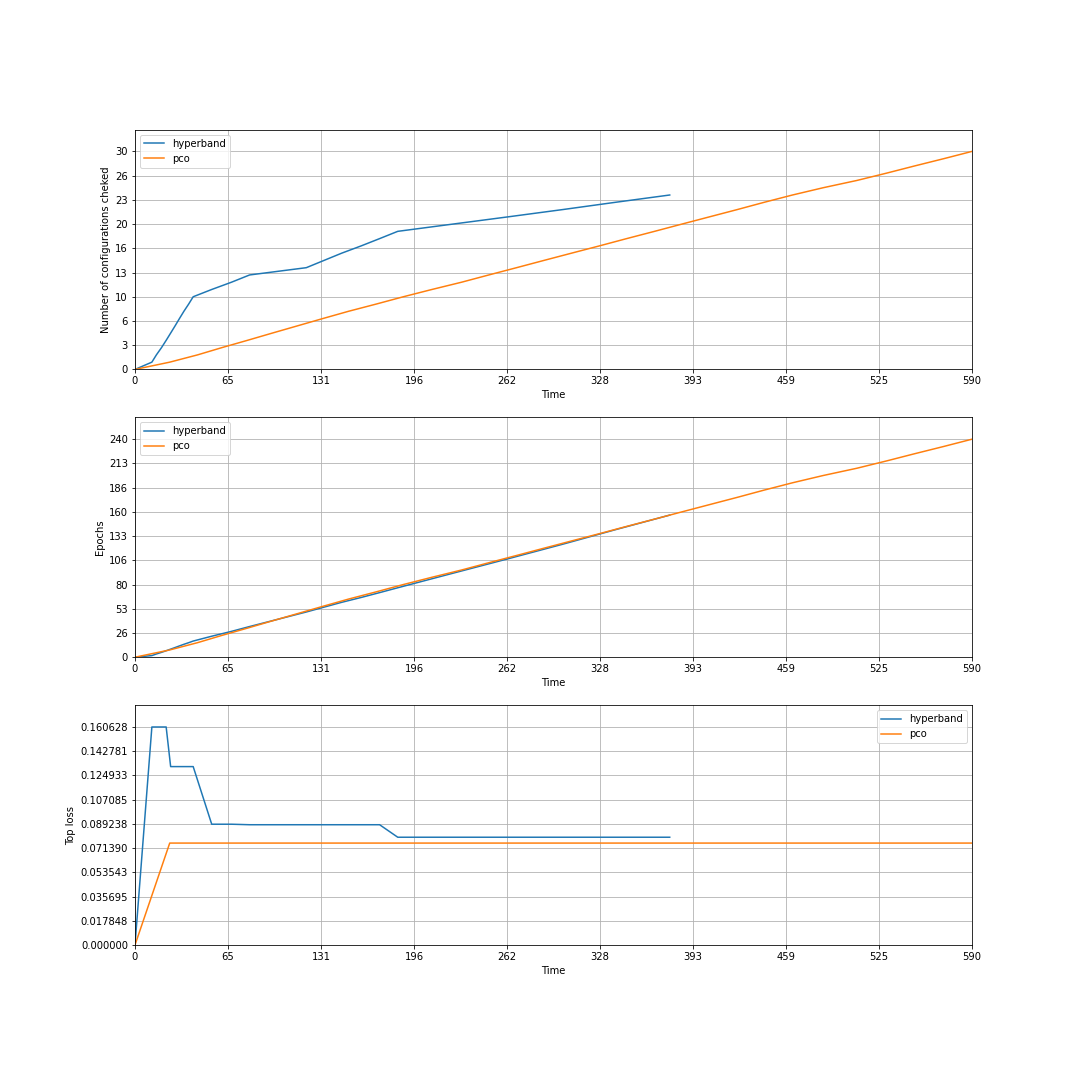 hyperband
pco
Number of configurations cheked
30
26
23
20
16
13
10
6
3
0
0 65 131 196 262 328 393 459 525 590
Time
hyperband
pco
Epochs
240
213
186
160
133
106
80
53
26
0
0 65 131 196 262 328 393 459 525 590
Time
hyperband
pco
Top loss
0.160628
0.142781
0.124933
0.107085
0.089238
0.071390
0.053543
0.035695
0.017848
0.000000
0 65 131 196 262 328 393 459 525 590
Time